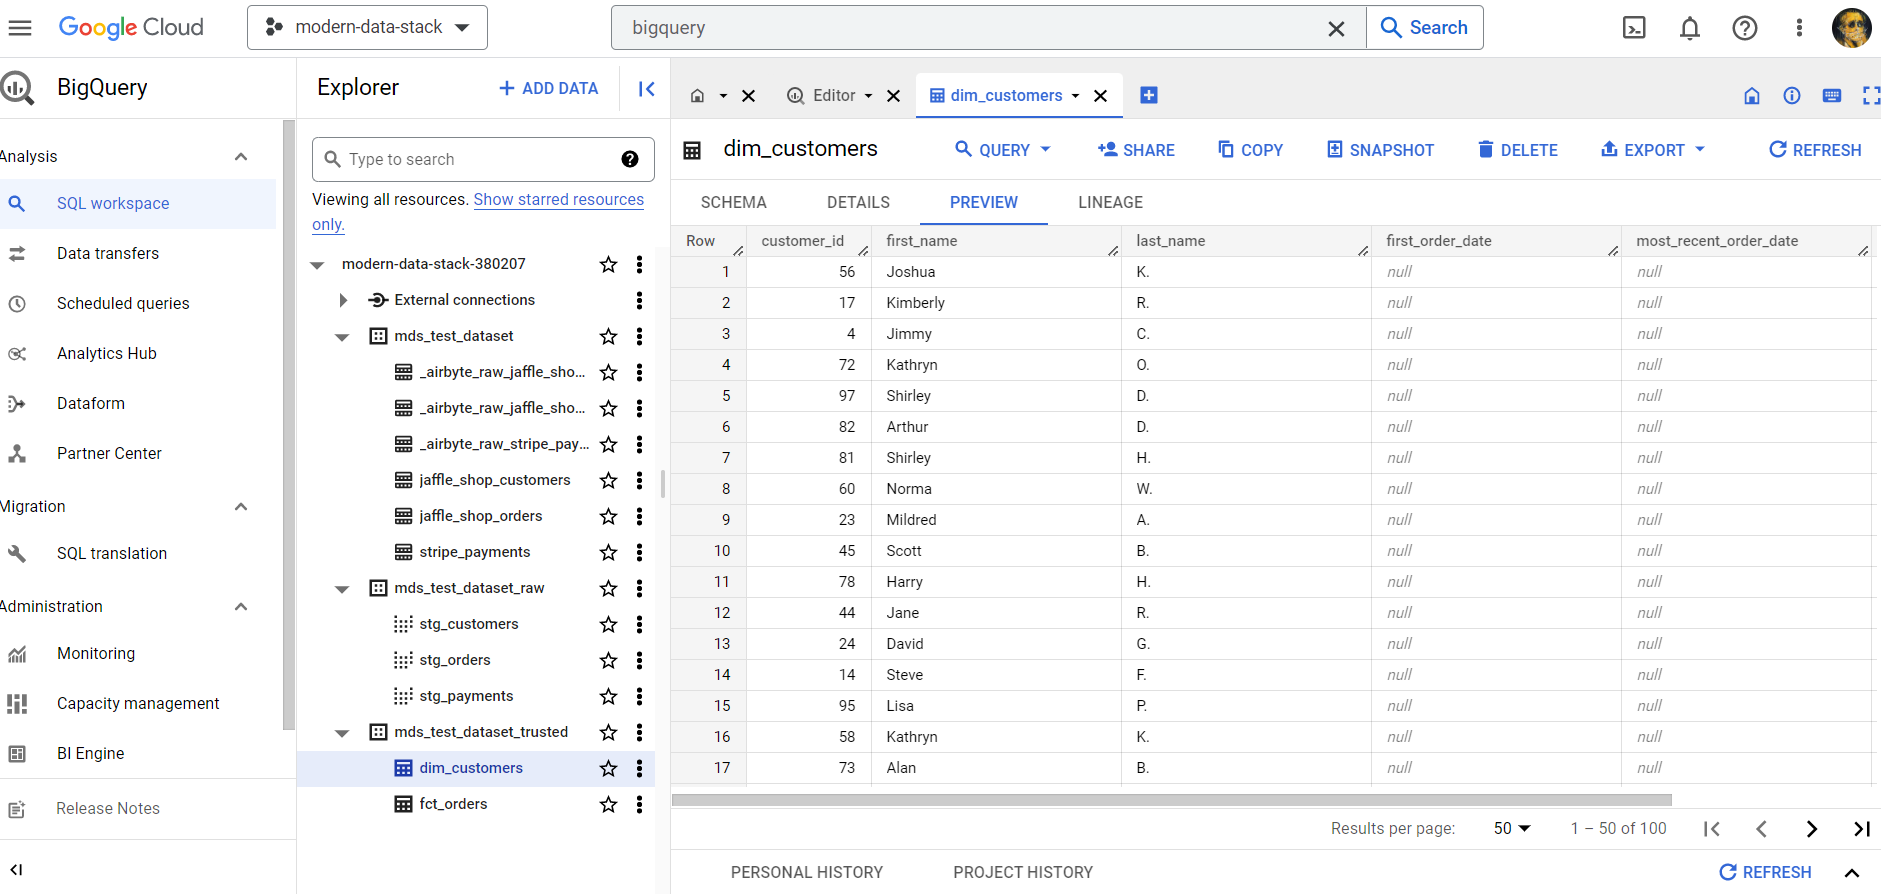 Google Cloud
modern-data-stack
bigquery
Search
BigQuery
Analysis
SQL workspace
Data transfers
Scheduled queries
Analytics Hub
Dataform
Partner Center
Migration
SQL translation
Administration
Monitoring
Capacity management
BI Engine
Release Notes
Explorer
ADD DATA
Type to search
Viewing all resources. Show starred resources
only.
modern-data-stack-380207
External connections
mds_test_dataset
_airbyte_raw_jaffle_sho...
_airbyte_raw_jaffle_sho...
_airbyte_raw_stripe_pay...
jaffle_shop_customers
jaffle_shop_orders
stripe_payments
mds_test_dataset_raw
stg_customers
stg_orders
stg_payments
mds_test_dataset_trusted
dim_customers
fct_orders
Editor
dim_customers
dim_customers
QUERY SHARE COPY SNAPSHOT DELETE EXPORT REFRESH
SCHEMA DETAILS PREVIEW LINEAGE
Row customer_id first_name last_name first_order_date most_recent_order_date
1 56 Joshua K. null null
2 17 Kimberly R. null null
3 4 Jimmy C. null null
4 72 Kathryn O. null null
5 97 Shirley D. null null
6 82 Arthur D. null null
7 81 Shirley H. null null
8 60 Norma W. null null
9 23 Mildred A. null null
10 45 Scott B. null null
11 78 Harry H. null null
12 44 Jane R. null null
13 24 David G. null null
14 14 Steve F. null null
15 95 Lisa P. null null
16 58 Kathryn K. null null
17 73 Alan B. null null
Results per page: 50 1 – 50 of 100
PERSONAL HISTORY PROJECT HISTORY REFRESH